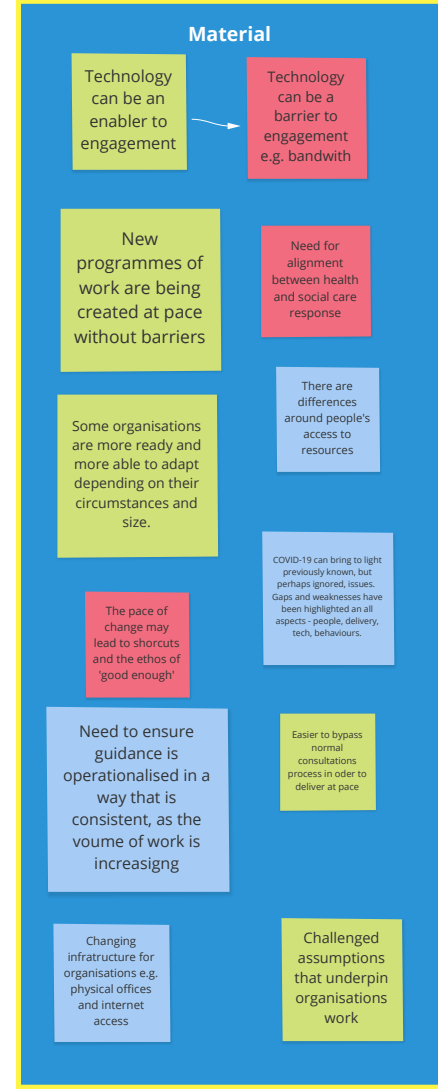 Material
Technology
can be an
enabler to
engagement
Technology
can be a
barrier to
engagement
e.g. bandwith
New
programmes of
work are being
created at pace
without barriers
Need for
alignment
between health
and social care
response
There are
differences
around people's
access to
resources
Some organisations
are more ready and
more able to adapt
depending on their
circumstances and
size.
COVID-19 can bring to light
previously known, but
perhaps ignored, issues.
Gaps and weaknesses have
been highlighted an all
aspects - people, delivery,
tech, behaviours.
The pace of
change may
lead to shorcuts
and the ethos of
'good enough'
Need to ensure
guidance is
operationalised in a
way that is
consistent, as the
voume of work is
increasigng
Easier to bypass
normal
consultations
process in oder to
deliver at pace
Changing
infratructure for
organisations e.g.
physical offices
and internet
access
Challenged
assumptions
that underpin
organisations
work